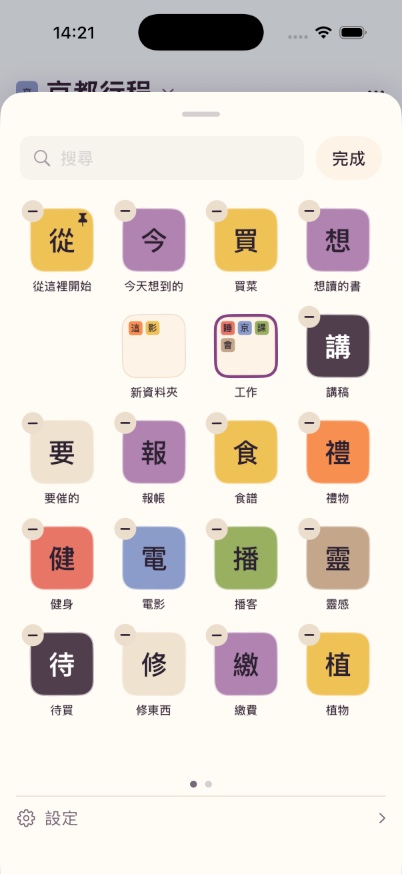 14:21
京 京都行程
搜尋
完成
從 今 買 想
從這裡開始 今天想到的 買菜 想讀的書
這 影 睡 京 課 講
會
新資料夾 工作 講稿
要 報 食 禮
要催的 報帳 食譜 禮物
健 電 播 靈
健身 電影 播客 靈感
待 修 繳 植
待買 修東西 繳費 植物
設定